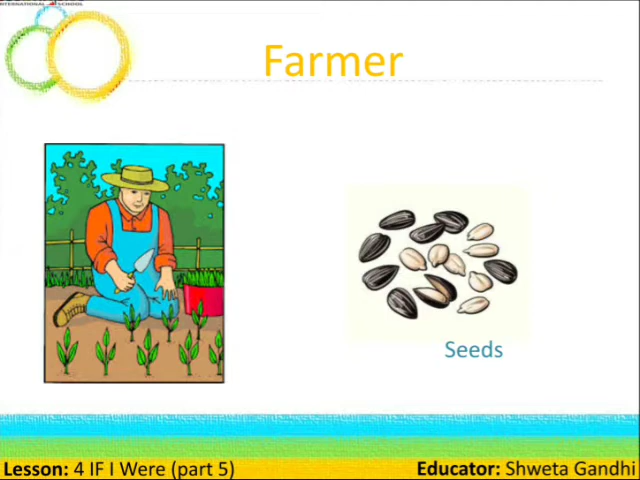 INTERNATIONAL SCHOOL
Farmer
Seeds
Lesson: 4 IF I Were (part 5)
Educator: Shweta Gandhi